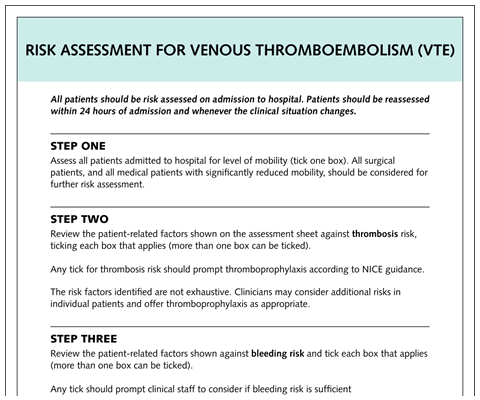 RISK ASSESSMENT FOR VENOUS THROMBOEMBOLISM (VTE)
All patients should be risk assessed on admission to hospital. Patients should be reassessed
within 24 hours of admission and whenever the clinical situation changes.
STEP ONE
Assess all patients admitted to hospital for level of mobility (tick one box). All surgical
patients, and all medical patients with significantly reduced mobility, should be considered for
further risk assessment.
STEP TWO
Review the patient-related factors shown on the assessment sheet against thrombosis risk,
ticking each box that applies (more than one box can be ticked).
Any tick for thrombosis risk should prompt thromboprophylaxis according to NICE guidance.
The risk factors identified are not exhaustive. Clinicians may consider additional risks in
individual patients and offer thromboprophylaxis as appropriate.
STEP THREE
Review the patient-related factors shown against bleeding risk and tick each box that applies
(more than one box can be ticked).
Any tick should prompt clinical staff to consider if bleeding risk is sufficient